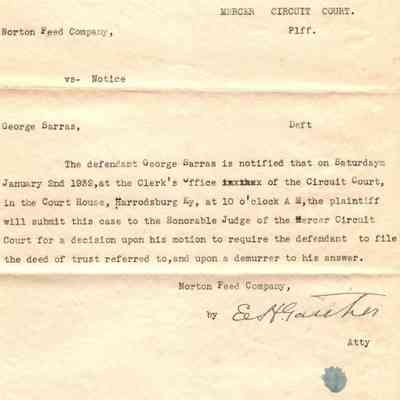 MERCER CIRCUIT COURT.
Norton Feed Company, Plff.
vs- Notice
George Barras, Deft
The defendant George Barras is notified that on Saturdaym
January 2nd 1932,at the Clerk's Office of the Circuit Court,
in the Court House, Harrodsburg Ky, at 10 o'clock A M,the plaintiff
will submit this case to the Honorable Judge of the Mercer Circuit
Court for a decision upon his motion to require the defendant to file
the deed of trust referred to,and upon a demurrer to his answer.
Norton Feed Company,
by E H Gaither
Atty